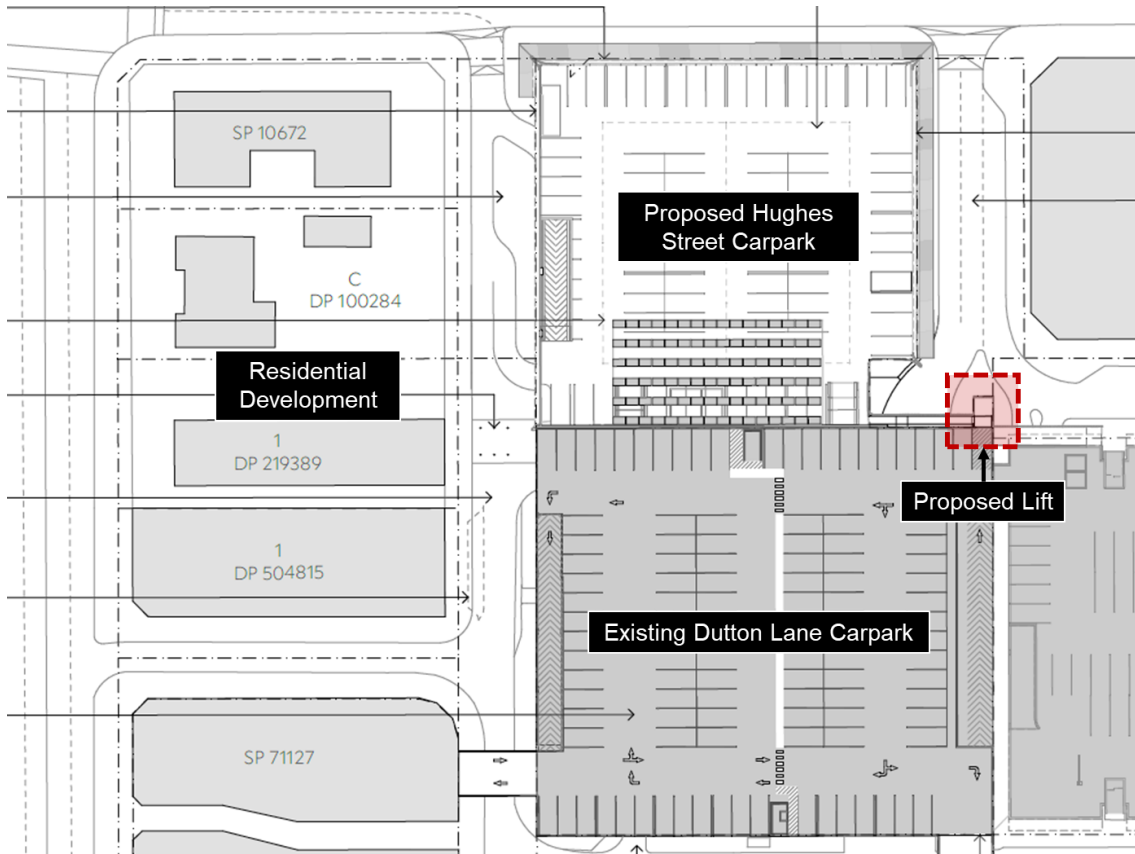 SP 10672
Proposed Hughes
Street Carpark
C
DP 100284
Residential
Development
1
DP 219389
Proposed Lift
1
DP 504815
Existing Dutton Lane Carpark
SP 71127